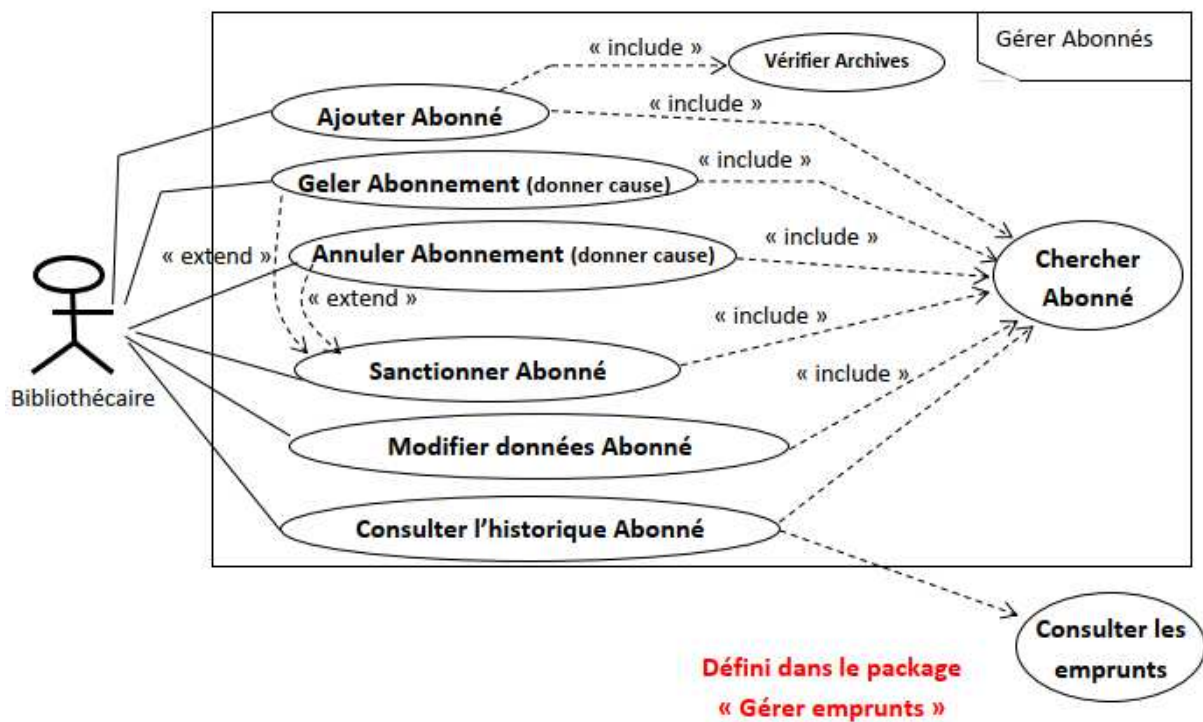 Gérer Abonnés
« include »
Vérifier Archives
« include »
Ajouter Abonné
« include »
Geler Abonnement (donner cause)
« include »
« extend »
Annuler Abonnement (donner cause)
Chercher
Abonné
« extend »
« include »
Sanctionner Abonné
« include »
Bibliothécaire
Modifier données Abonné
Consulter l’historique Abonné
Consulter les
emprunts
Défini dans le package
« Gérer emprunts »